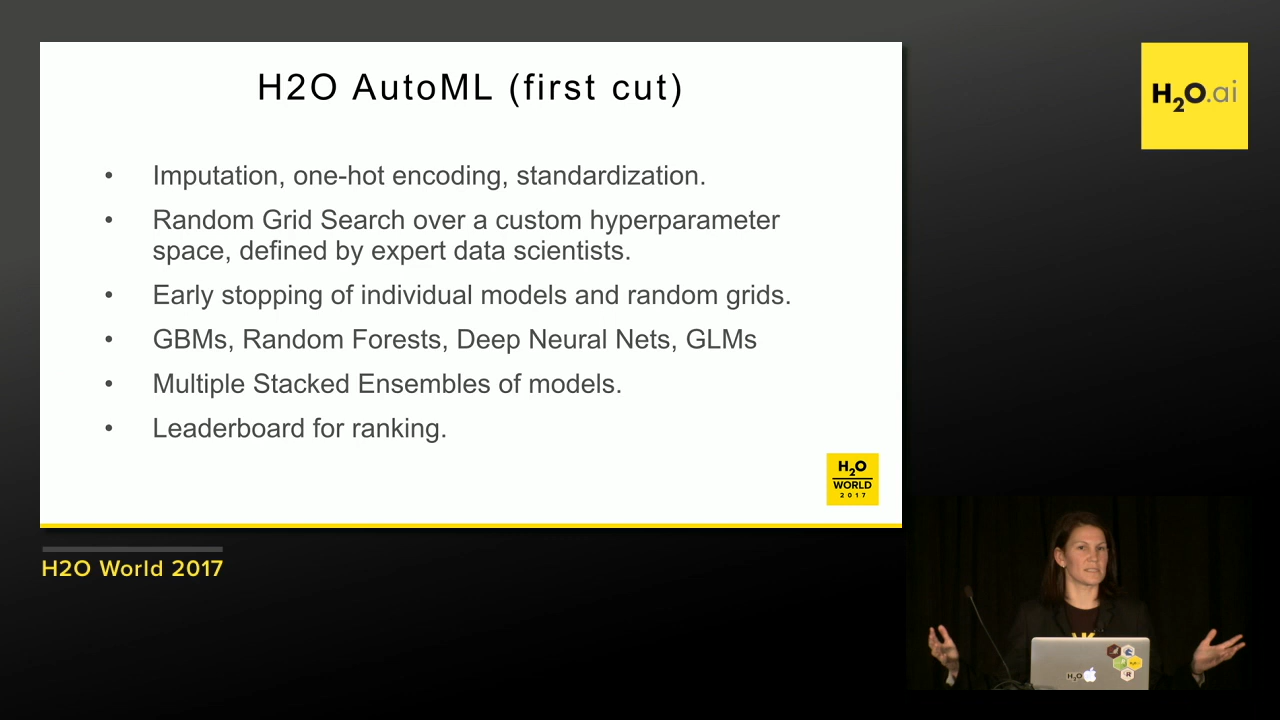 H2O AutoML (first cut)
• Imputation, one-hot encoding, standardization.
• Random Grid Search over a custom hyperparameter
space, defined by expert data scientists.
• Early stopping of individual models and random grids.
• GBMs, Random Forests, Deep Neural Nets, GLMs
• Multiple Stacked Ensembles of models.
• Leaderboard for ranking.
H2O
WORLD
2017
H2O.ai
H2O World 2017
H2O
R